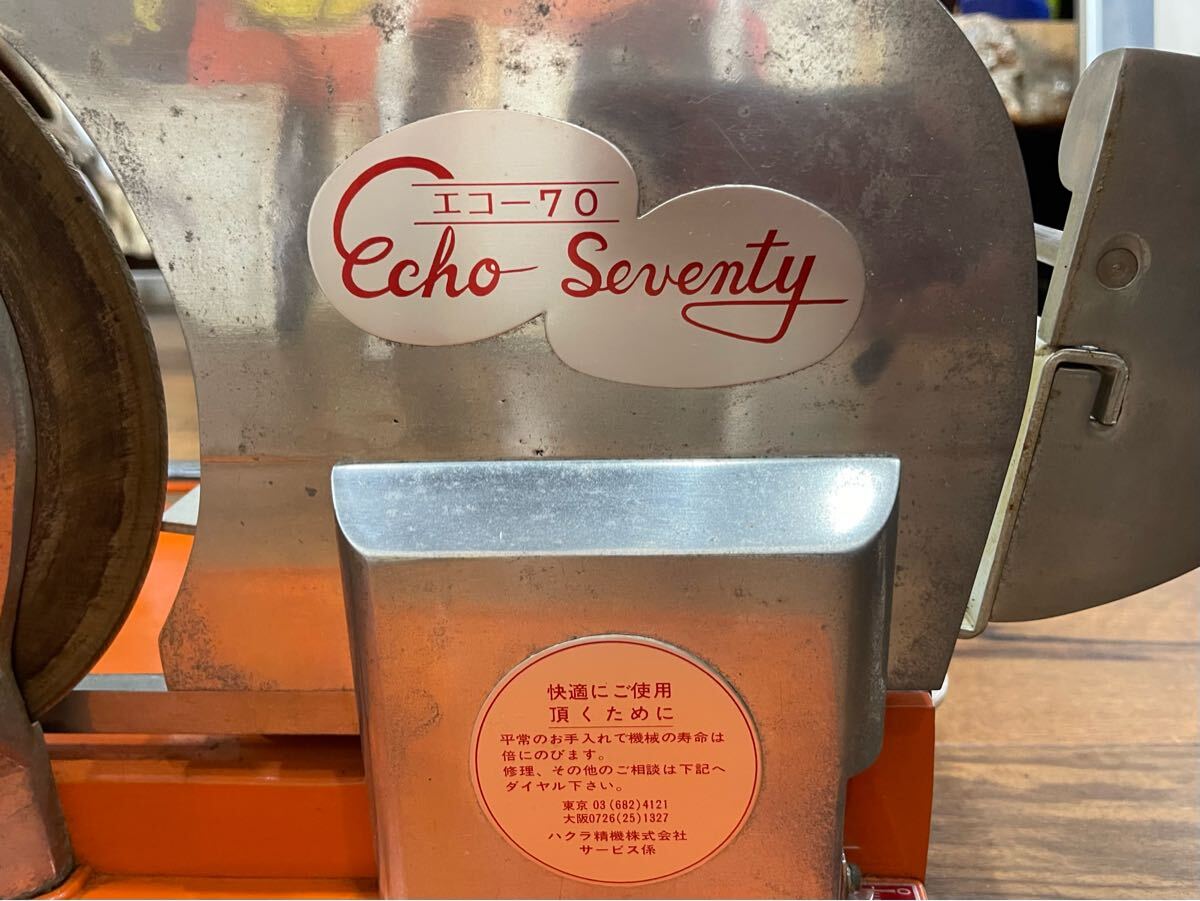 エコー70
Echo Seventy
快適にご使用
頂くために
平常のお手入れで機械の寿命は
倍にのびます。
修理、その他のご相談は下記へ
ダイヤル下さい。
東京 03(682)4121
大阪0726(25)1327
ハクラ精機株式会社
サービス係